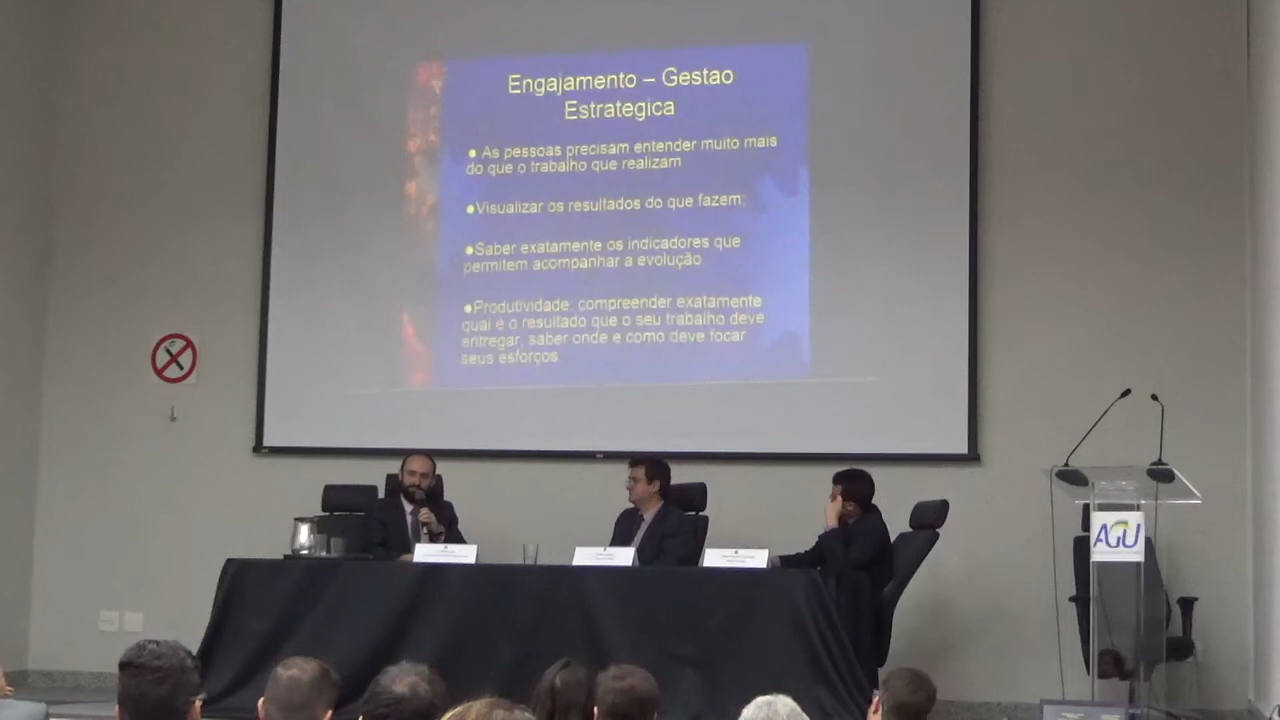 Engajamento – Gestao
Estrategica
● As pessoas precisam entender muito mais
do que o trabalho que realizam
●Visualizar os resultados do que fazem;
●Saber exatamente os indicadores que
permitem acompanhar a evolução.
●Produtividade: compreender exatamente
qual é o resultado que o seu trabalho deve
entregar, saber onde e como deve focar
seus esforços
AGU